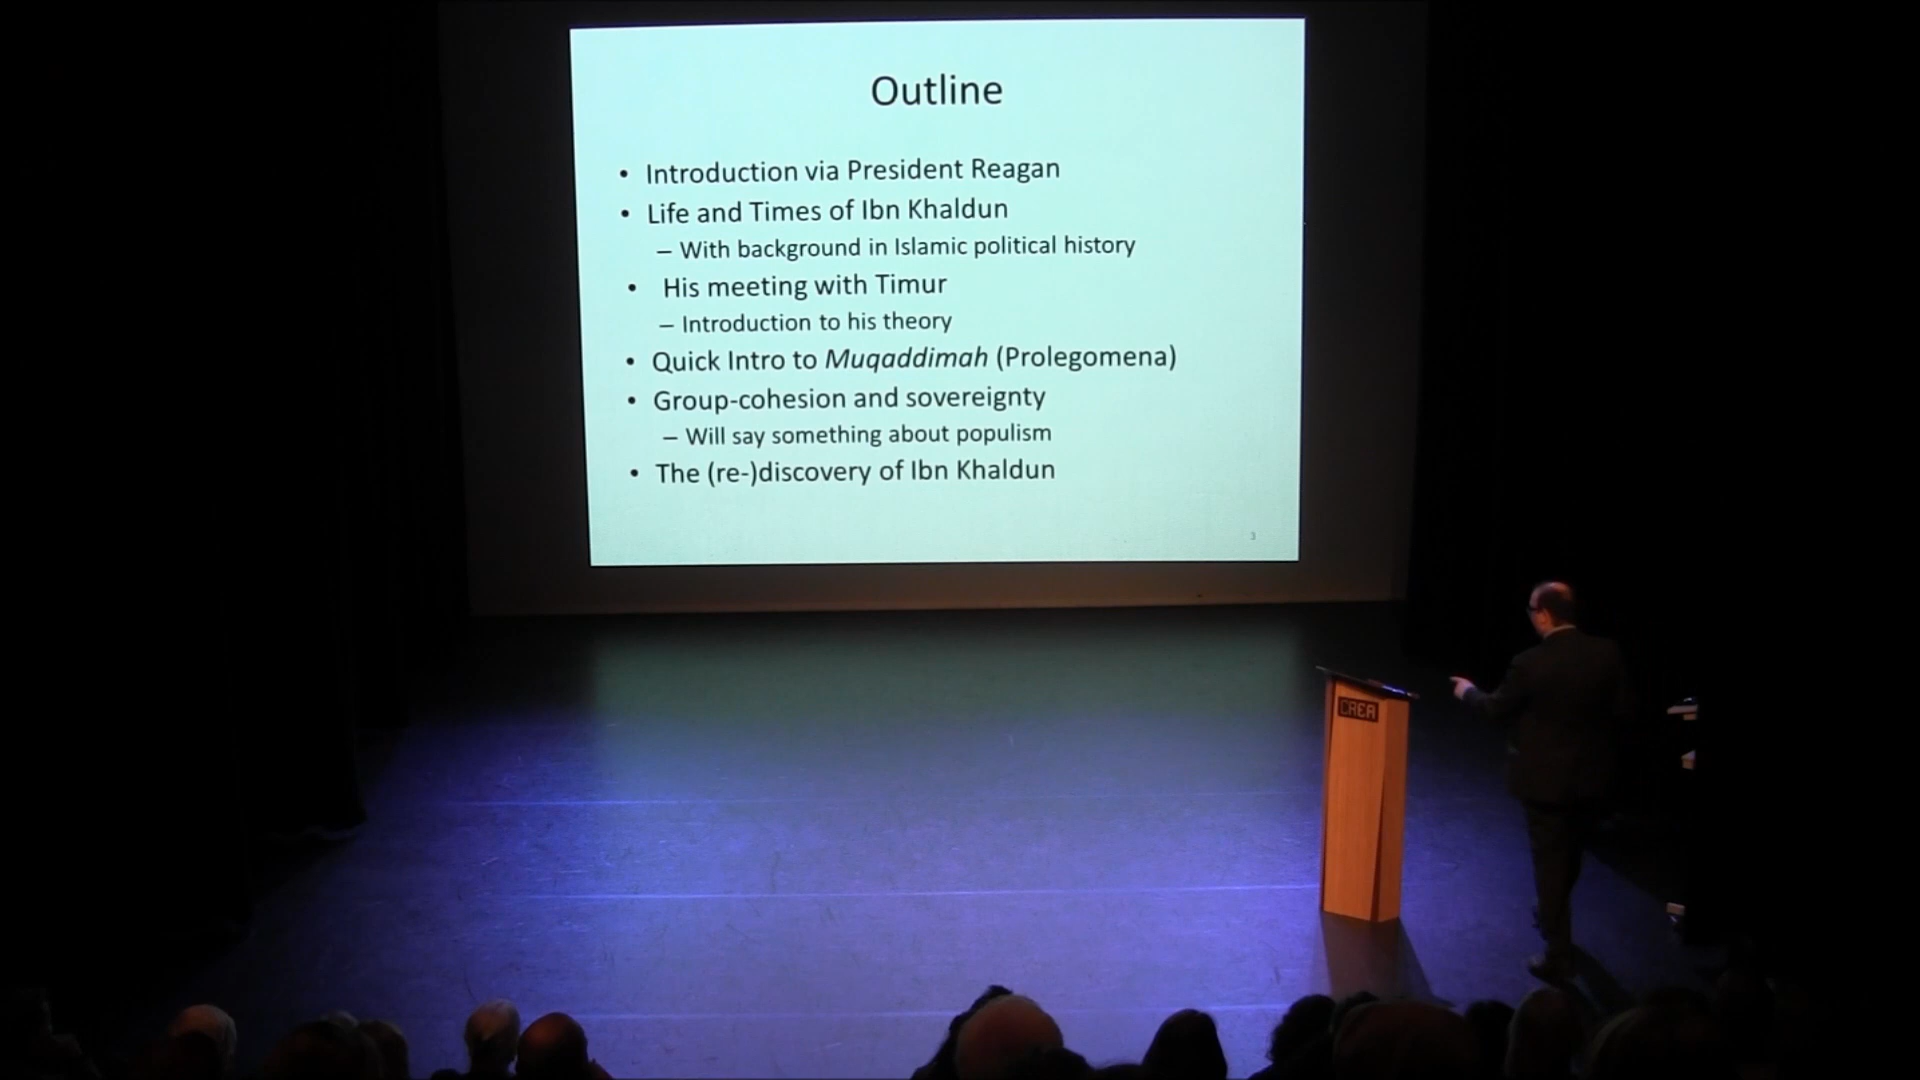 Outline
• Introduction via President Reagan
• Life and Times of Ibn Khaldun
– With background in Islamic political history
• His meeting with Timur
– Introduction to his theory
• Quick Intro to Muqaddimah (Prolegomena)
• Group-cohesion and sovereignty
– Will say something about populism
• The (re-)discovery of Ibn Khaldun
3
CREA